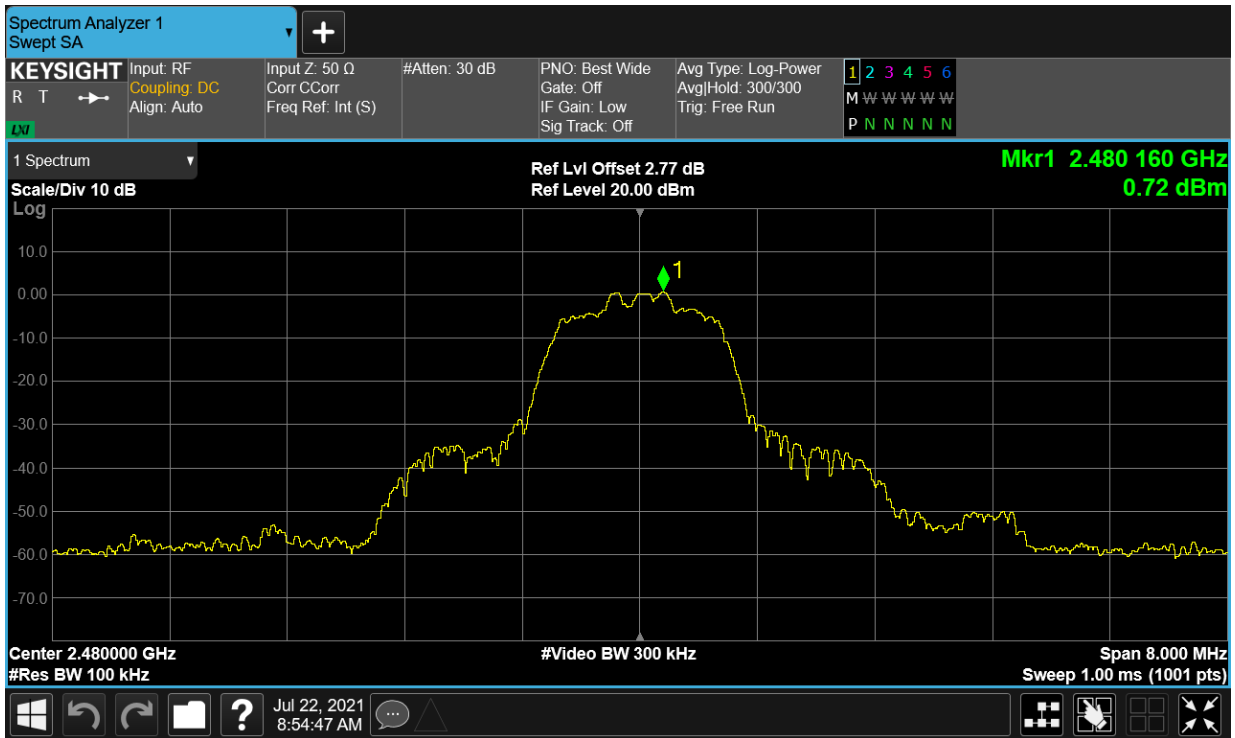 Spectrum Analyzer 1
Swept SA
KEYSIGHT
R T
LXI
Input: RF
Coupling: DC
Align: Auto
Input Z: 50 Ω
Corr CCorr
Freq Ref: Int (S)
#Atten: 30 dB
PNO: Best Wide
Gate: Off
IF Gain: Low
Sig Track: Off
Avg Type: Log-Power
Avg|Hold: 300/300
Trig: Free Run
1 2 3 4 5 6
M W W W W W
P N N N N N
1 Spectrum
Scale/Div 10 dB
Log
Ref Lvl Offset 2.77 dB
Ref Level 20.00 dBm
Mkr1 2.480 160 GHz
0.72 dBm
1
10.0
0.00
-10.0
-20.0
-30.0
-40.0
-50.0
-60.0
-70.0
Center 2.480000 GHz
#Res BW 100 kHz
#Video BW 300 kHz
Span 8.000 MHz
Sweep 1.00 ms (1001 pts)
?
Jul 22, 2021
8:54:47 AM